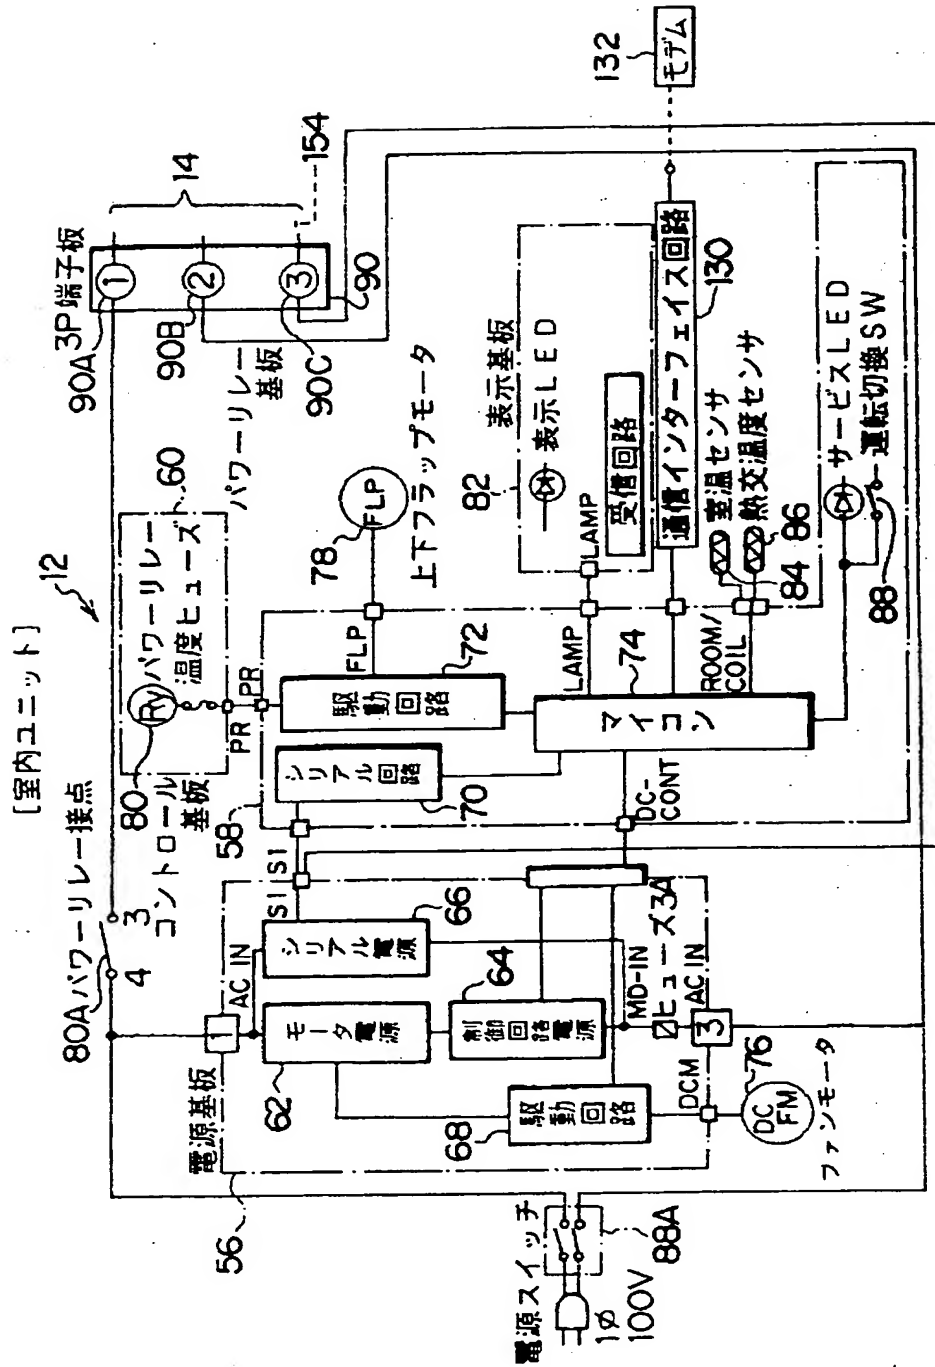 [室内ユニット]
12
電源スイッチ
1φ
100V
88A
56
電源基板
1
AC IN
モータ電源
62
シリアル電源
66
制御回路電源
64
駆動回路
68
SI
SI
MD-IN
ヒューズ3A
AC IN
3
DCM
DC
FM
76
ファンモータ
80Aパワーリレー接点
4
3
コントロール
基板
58
80
Ry
パワーリレー
温度ヒューズ
60
パワーリレー
基板
PR
PR
シリアル回路
70
駆動回路
72
FLP
78
FLP
上下フラップモータ
マイコン
74
DC-
CONT
LAMP
LAMP
ROOM/
COIL
表示基板
82
表示LED
受信回路
通信インターフェイス回路
130
132
モデム
室温センサ
84
熱交温度センサ
86
サービスLED
運転切換SW
88
3P端子板
90A
1
90B
2
90C
3
90
14
154